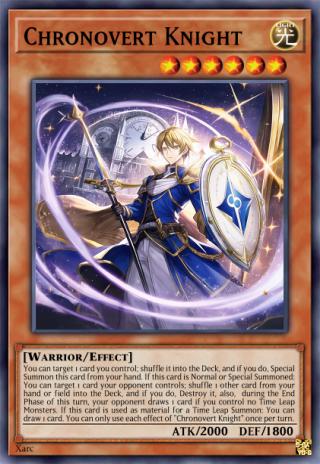 Chronovert Knight
LIGHT
光
[Warrior/Effect]
You can target 1 card you control; shuffle it into the Deck, and if you do, Special
Summon this card from your hand. If this card is Normal or Special Summoned:
You can target 1 card your opponent controls; shuffle 1 other card from your
hand or field into the Deck, and if you do, Destroy it, also,  during the End
Phase of this turn, your opponent draws 1 card if you control no Time Leap
Monsters. If this card is used as material for a Time Leap Summon: You can
draw 1 card. You can only use each effect of "Chronovert Knight" once per turn.
ATK/2000 DEF/1800
Xarc